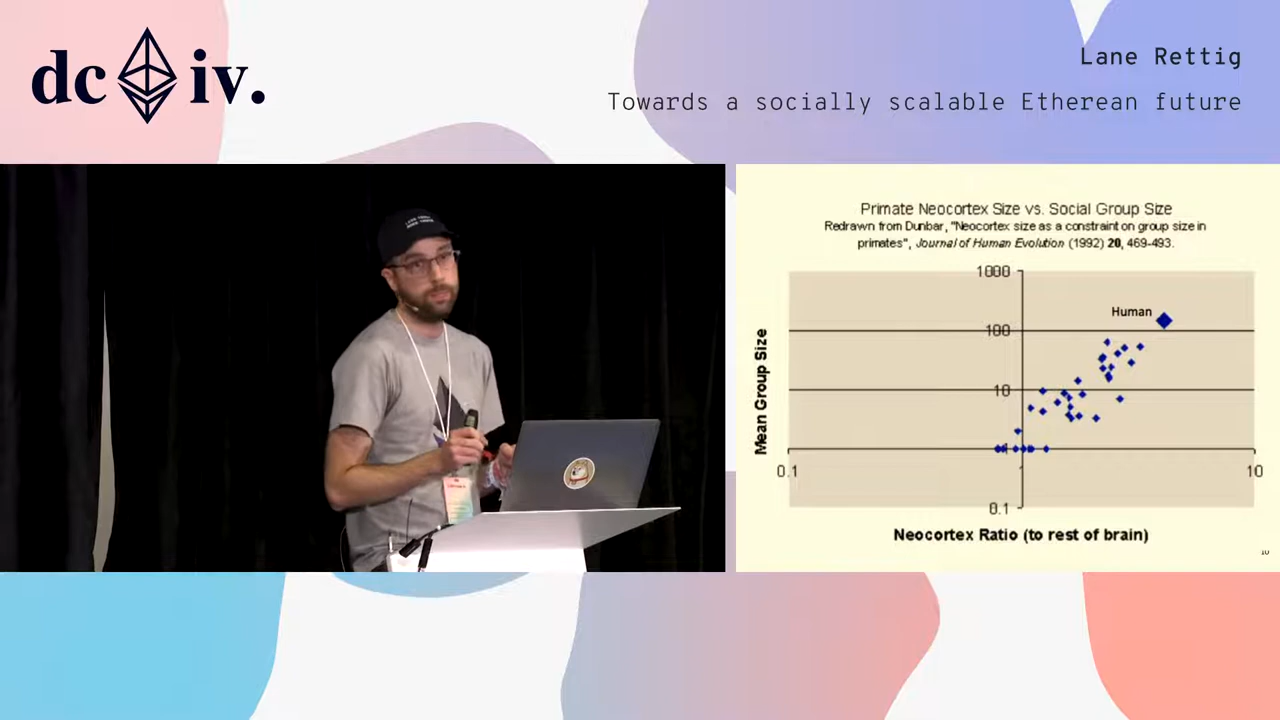 dc iv.
Lane Rettig
Towards a socially scalable Etherean future
Primate Neocortex Size vs. Social Group Size
Redrawn from Dunbar, "Neocortex size as a constraint on group size in
primates", Journal of Human Evolution (1992) 20, 469-493.
1000
Human
100
10
1
0.1
10
0.1
Mean Group Size
Neocortex Ratio (to rest of brain)
10